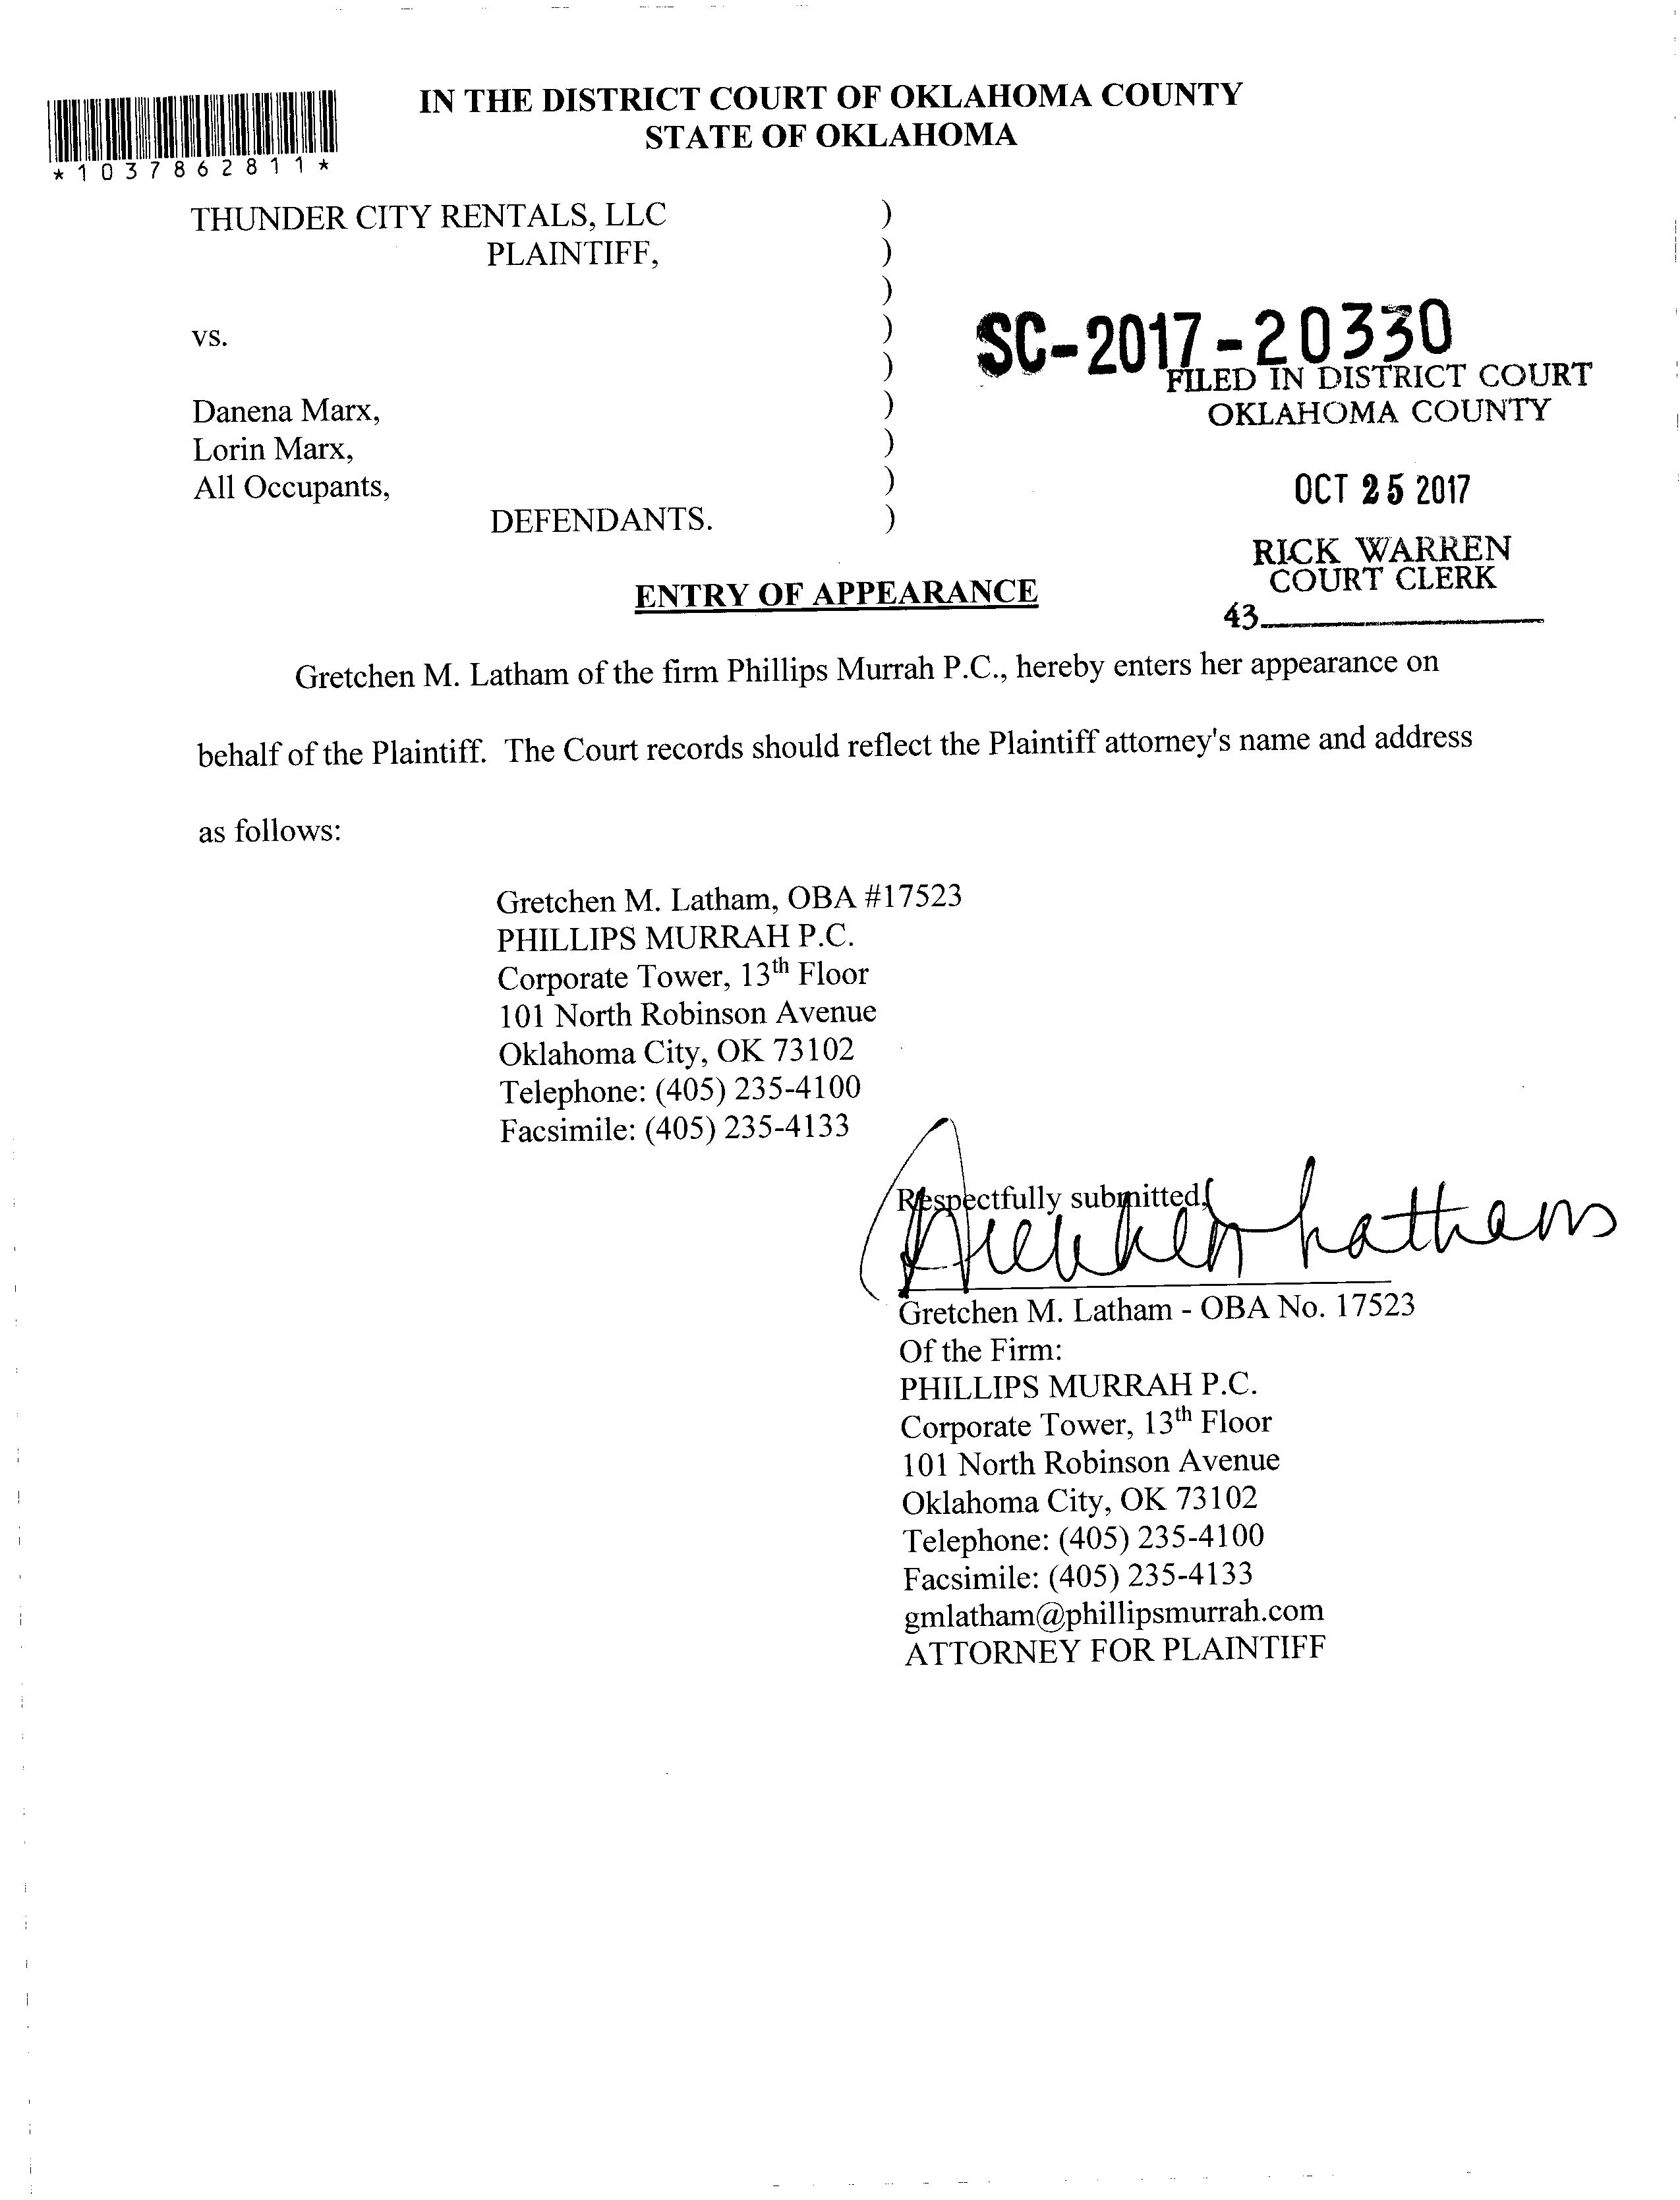 IN THE DISTRICT COURT OF OKLAHOMA COUNTY
STATE OF OKLAHOMA
*1037862811*
THUNDER CITY RENTALS, LLC )
PLAINTIFF, )
)
vs. )
)
Danena Marx, )
Lorin Marx, )
All Occupants, )
DEFENDANTS. )
SC-2017-20330
FILED IN DISTRICT COURT
OKLAHOMA COUNTY
OCT 25 2017
RICK WARREN
COURT CLERK
43
ENTRY OF APPEARANCE
Gretchen M. Latham of the firm Phillips Murrah P.C., hereby enters her appearance on
behalf of the Plaintiff. The Court records should reflect the Plaintiff attorney's name and address
as follows:
Gretchen M. Latham, OBA #17523
PHILLIPS MURRAH P.C.
Corporate Tower, 13th Floor
101 North Robinson Avenue
Oklahoma City, OK 73102
Telephone: (405) 235-4100
Facsimile: (405) 235-4133
Respectfully submitted,
Gretchen Latham
Gretchen M. Latham - OBA No. 17523
Of the Firm:
PHILLIPS MURRAH P.C.
Corporate Tower, 13th Floor
101 North Robinson Avenue
Oklahoma City, OK 73102
Telephone: (405) 235-4100
Facsimile: (405) 235-4133
gmlatham@phillipsmurrah.com
ATTORNEY FOR PLAINTIFF